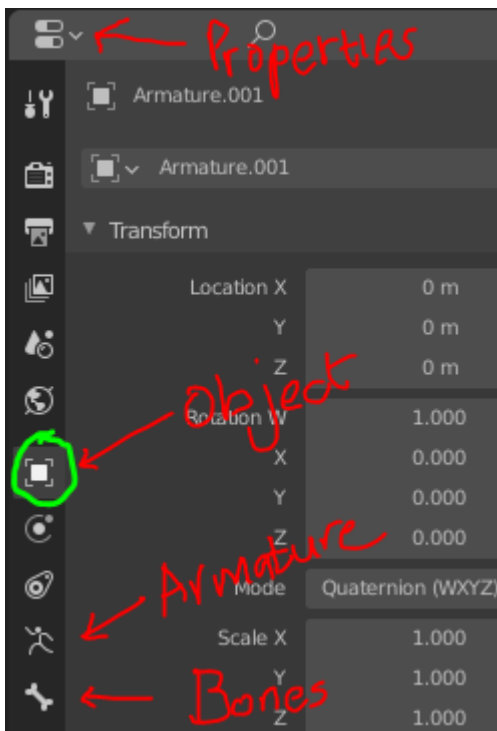 Properties
Armature.001
Armature.001
Transform
Location X 0 m
Y 0 m
Z 0 m
object
Rotation W 1.000
X 0.000
Y 0.000
Z 0.000
Armature
Mode Quaternion (WXYZ)
Scale X 1.000
Y 1.000
Bones
Z 1.000